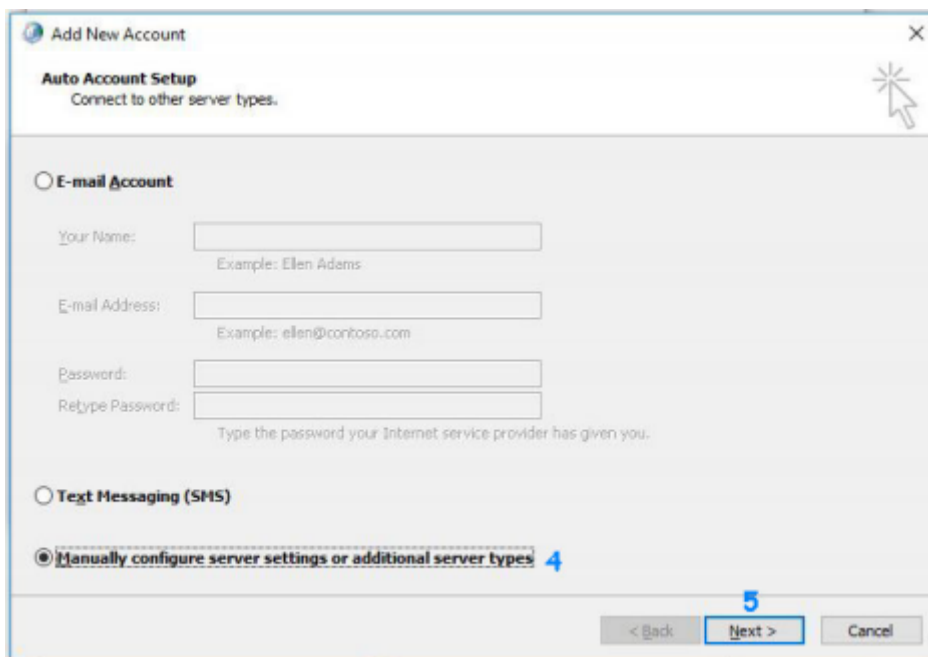 Add New Account
Auto Account Setup
Connect to other server types.
E-mail Account
Your Name:
Example: Ellen Adams
E-mail Address:
Example: ellen@contoso.com
Password:
Retype Password:
Type the password your Internet service provider has given you.
Text Messaging (SMS)
Manually configure server settings or additional server types 4
5
< Back Next > Cancel